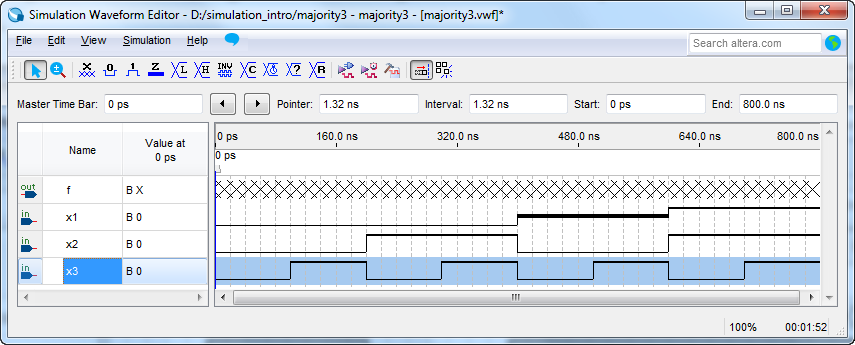 Simulation Waveform Editor - D:/simulation_intro/majority3 - majority3 - [majority3.vwf]*
File Edit View Simulation Help
Search altera.com
X 0 1 Z L H INV C ? R
Master Time Bar: 0 ps Pointer: 1.32 ns Interval: 1.32 ns Start: 0 ps End: 800.0 ns
Name Value at 0 ps
0 ps 160.0 ns 320.0 ns 480.0 ns 640.0 ns 800.0 ns
0 ps
out f B X
in x1 B 0
in x2 B 0
in x3 B 0
100% 00:01:52